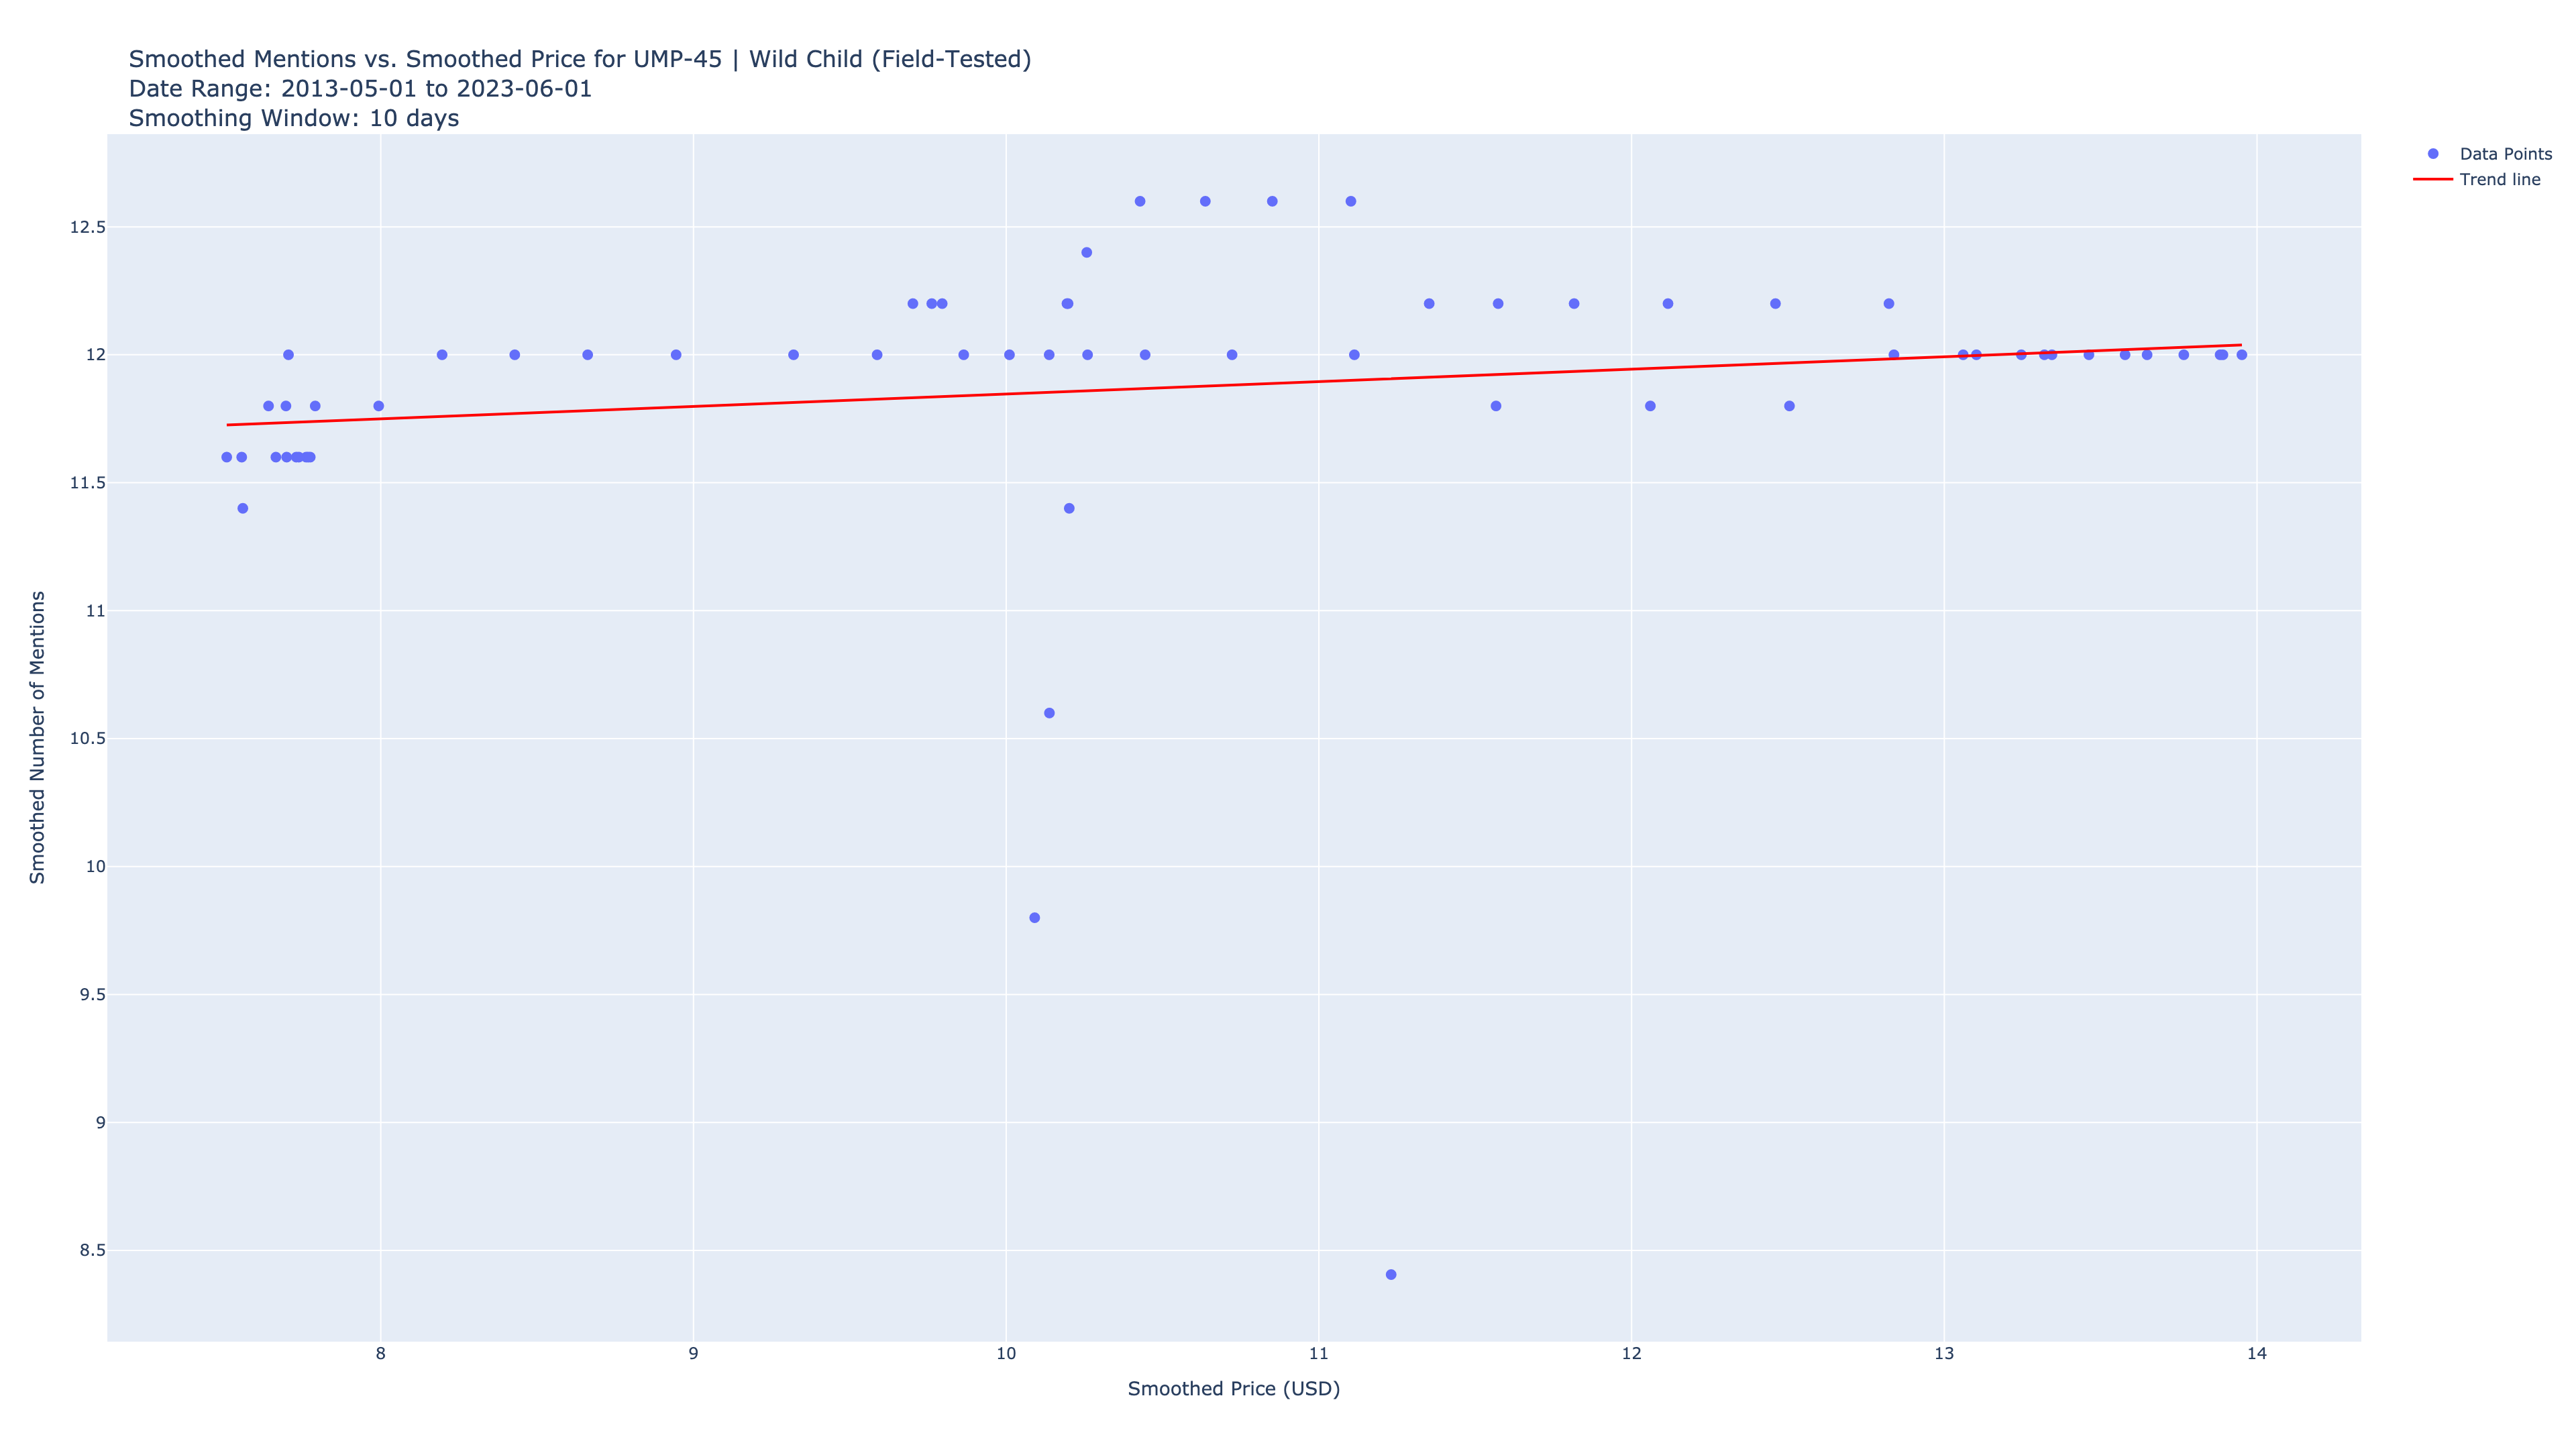 Smoothed Mentions vs. Smoothed Price for UMP-45 | Wild Child (Field-Tested)
Date Range: 2013-05-01 to 2023-06-01
Smoothing Window: 10 days
Data Points
Trend line
12.5
12
11.5
11
10.5
10
9.5
9
8.5
Smoothed Number of Mentions
8 9 10 11 12 13 14
Smoothed Price (USD)